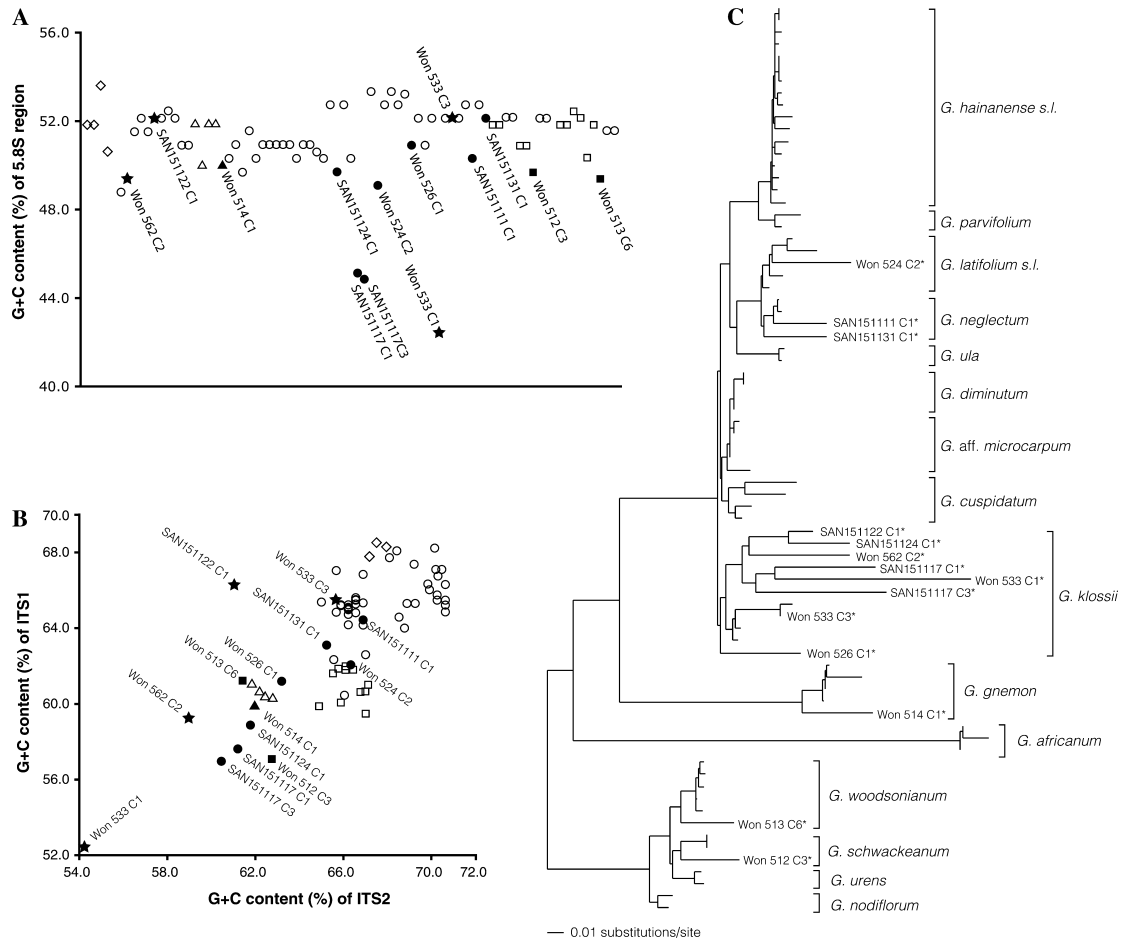 A
G+C content (%) of 5.8S region
56.0
52.0
48.0
44.0
40.0
Won 562 C2
SAN151122 C1
Won 514 C1
SAN151124 C1
SAN151117 C1
SAN151117C3
Won 524 C2
Won 526 C1
Won 533 C1
Won 533 C3
SAN151111 C1
SAN151131 C1
Won 512 C3
Won 513 C6
B
G+C content (%) of ITS1
70.0
68.0
64.0
60.0
56.0
52.0
54.0
58.0
62.0
66.0
70.0
72.0
G+C content (%) of ITS2
SAN151122 C1
Won 533 C3
SAN151131 C1
SAN151111 C1
Won 526 C1
Won 513 C6
Won 524 C2
Won 562 C2
Won 514 C1
SAN151124 C1
Won 512 C3
SAN151117 C1
SAN151117 C3
Won 533 C1
C
G. hainanense s.l.
G. parvifolium
Won 524 C2*
G. latifolium s.l.
SAN151111 C1*
SAN151131 C1*
G. neglectum
G. ula
G. diminutum
G. aff. microcarpum
G. cuspidatum
SAN151122 C1*
SAN151124 C1*
Won 562 C2*
SAN151117 C1*
Won 533 C1*
SAN151117 C3*
Won 533 C3*
Won 526 C1*
G. klossii
G. gnemon
Won 514 C1*
G. africanum
G. woodsonianum
Won 513 C6*
G. schwackeanum
Won 512 C3*
G. urens
G. nodiflorum
0.01 substitutions/site